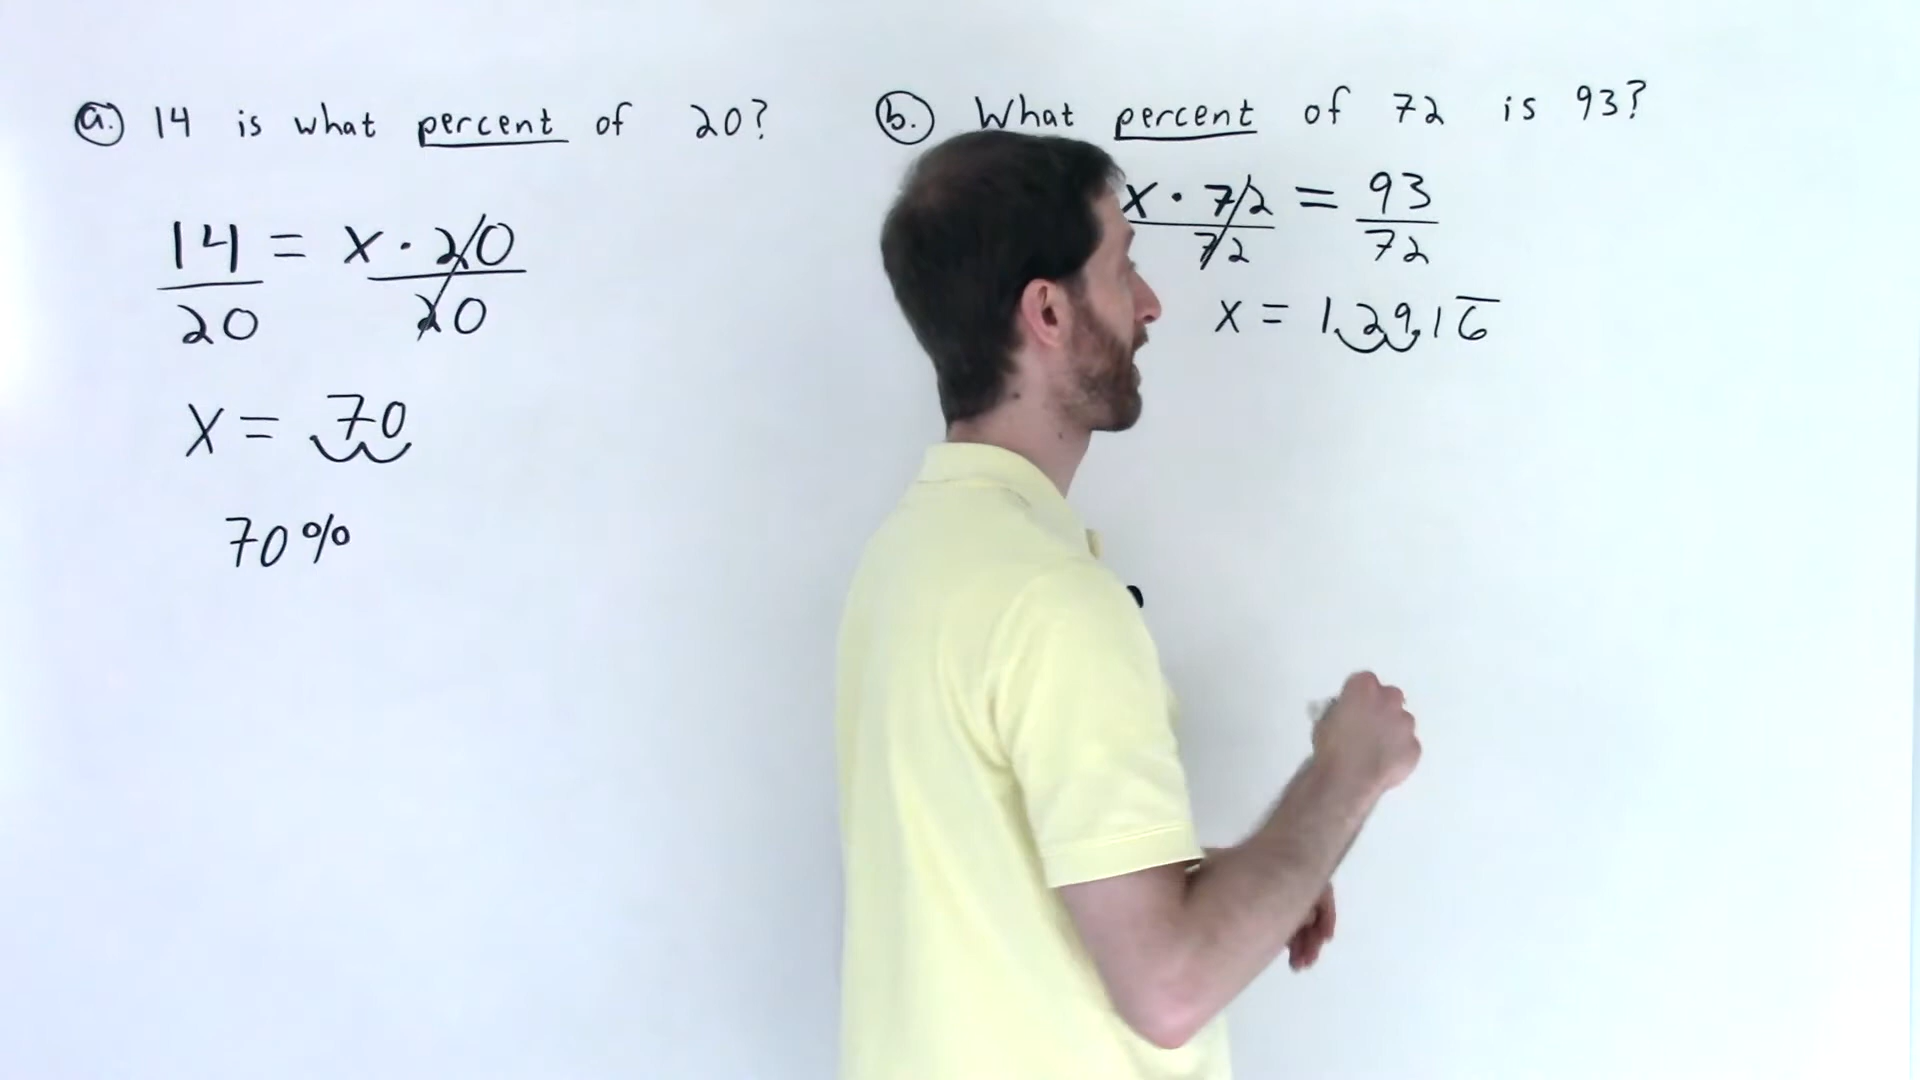 a. 14 is what percent of 20?
14/20 = x · 20/20
x = .70
70%
b. What percent of 72 is 93?
x · 72/72 = 93/72
x = 1.29.16̅